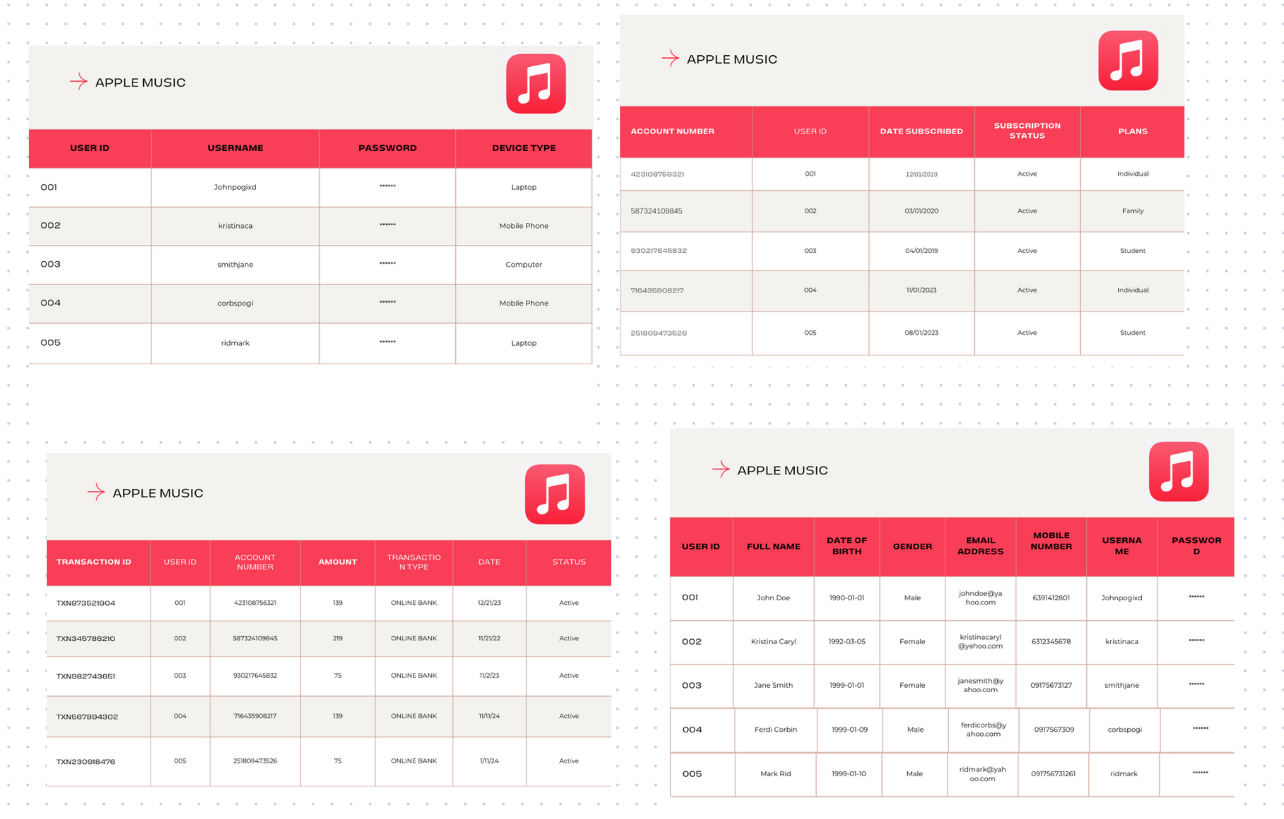 APPLE MUSIC
USER ID USERNAME PASSWORD DEVICE TYPE
001 Johnpogixd ****** Laptop
002 kristinaca ****** Mobile Phone
003 smithjane ****** Computer
004 corbspogi ****** Mobile Phone
005 ridmark ****** Laptop
APPLE MUSIC
ACCOUNT NUMBER USER ID DATE SUBSCRIBED SUBSCRIPTION
STATUS PLANS
423108756321 001 12/01/2019 Active Individual
587324109845 002 03/01/2020 Active Family
930217645832 003 04/01/2019 Active Student
716435908217 004 11/01/2023 Active Individual
251809473526 005 08/01/2023 Active Student
APPLE MUSIC
TRANSACTION ID USER ID ACCOUNT
NUMBER AMOUNT TRANSACTIO
N TYPE DATE STATUS
TXN873521904 001 423108756321 139 ONLINE BANK 12/21/23 Active
TXN345786210 002 587324109845 219 ONLINE BANK 11/21/22 Active
TXN982743651 003 930217645832 75 ONLINE BANK 11/2/23 Active
TXN567894302 004 716435908217 139 ONLINE BANK 11/11/24 Active
TXN230918476 005 251809473526 75 ONLINE BANK 1/11/24 Active
APPLE MUSIC
USER ID FULL NAME DATE OF
BIRTH GENDER EMAIL
ADDRESS MOBILE
NUMBER USERNA
ME PASSWOR
D
001 John Doe 1990-01-01 Male johndoe@ya
hoo.com 6391412801 Johnpogixd ******
002 Kristina Caryl 1992-03-05 Female kristinacaryl
@yahoo.com 6312345678 kristinaca ******
003 Jane Smith 1999-01-01 Female janesmith@y
ahoo.com 09175673127 smithjane ******
004 Ferdi Corbin 1999-01-09 Male ferdicorbs@y
ahoo.com 0917567309 corbspogi ******
005 Mark Rid 1999-01-10 Male ridmark@yah
oo.com 091756731261 ridmark ******